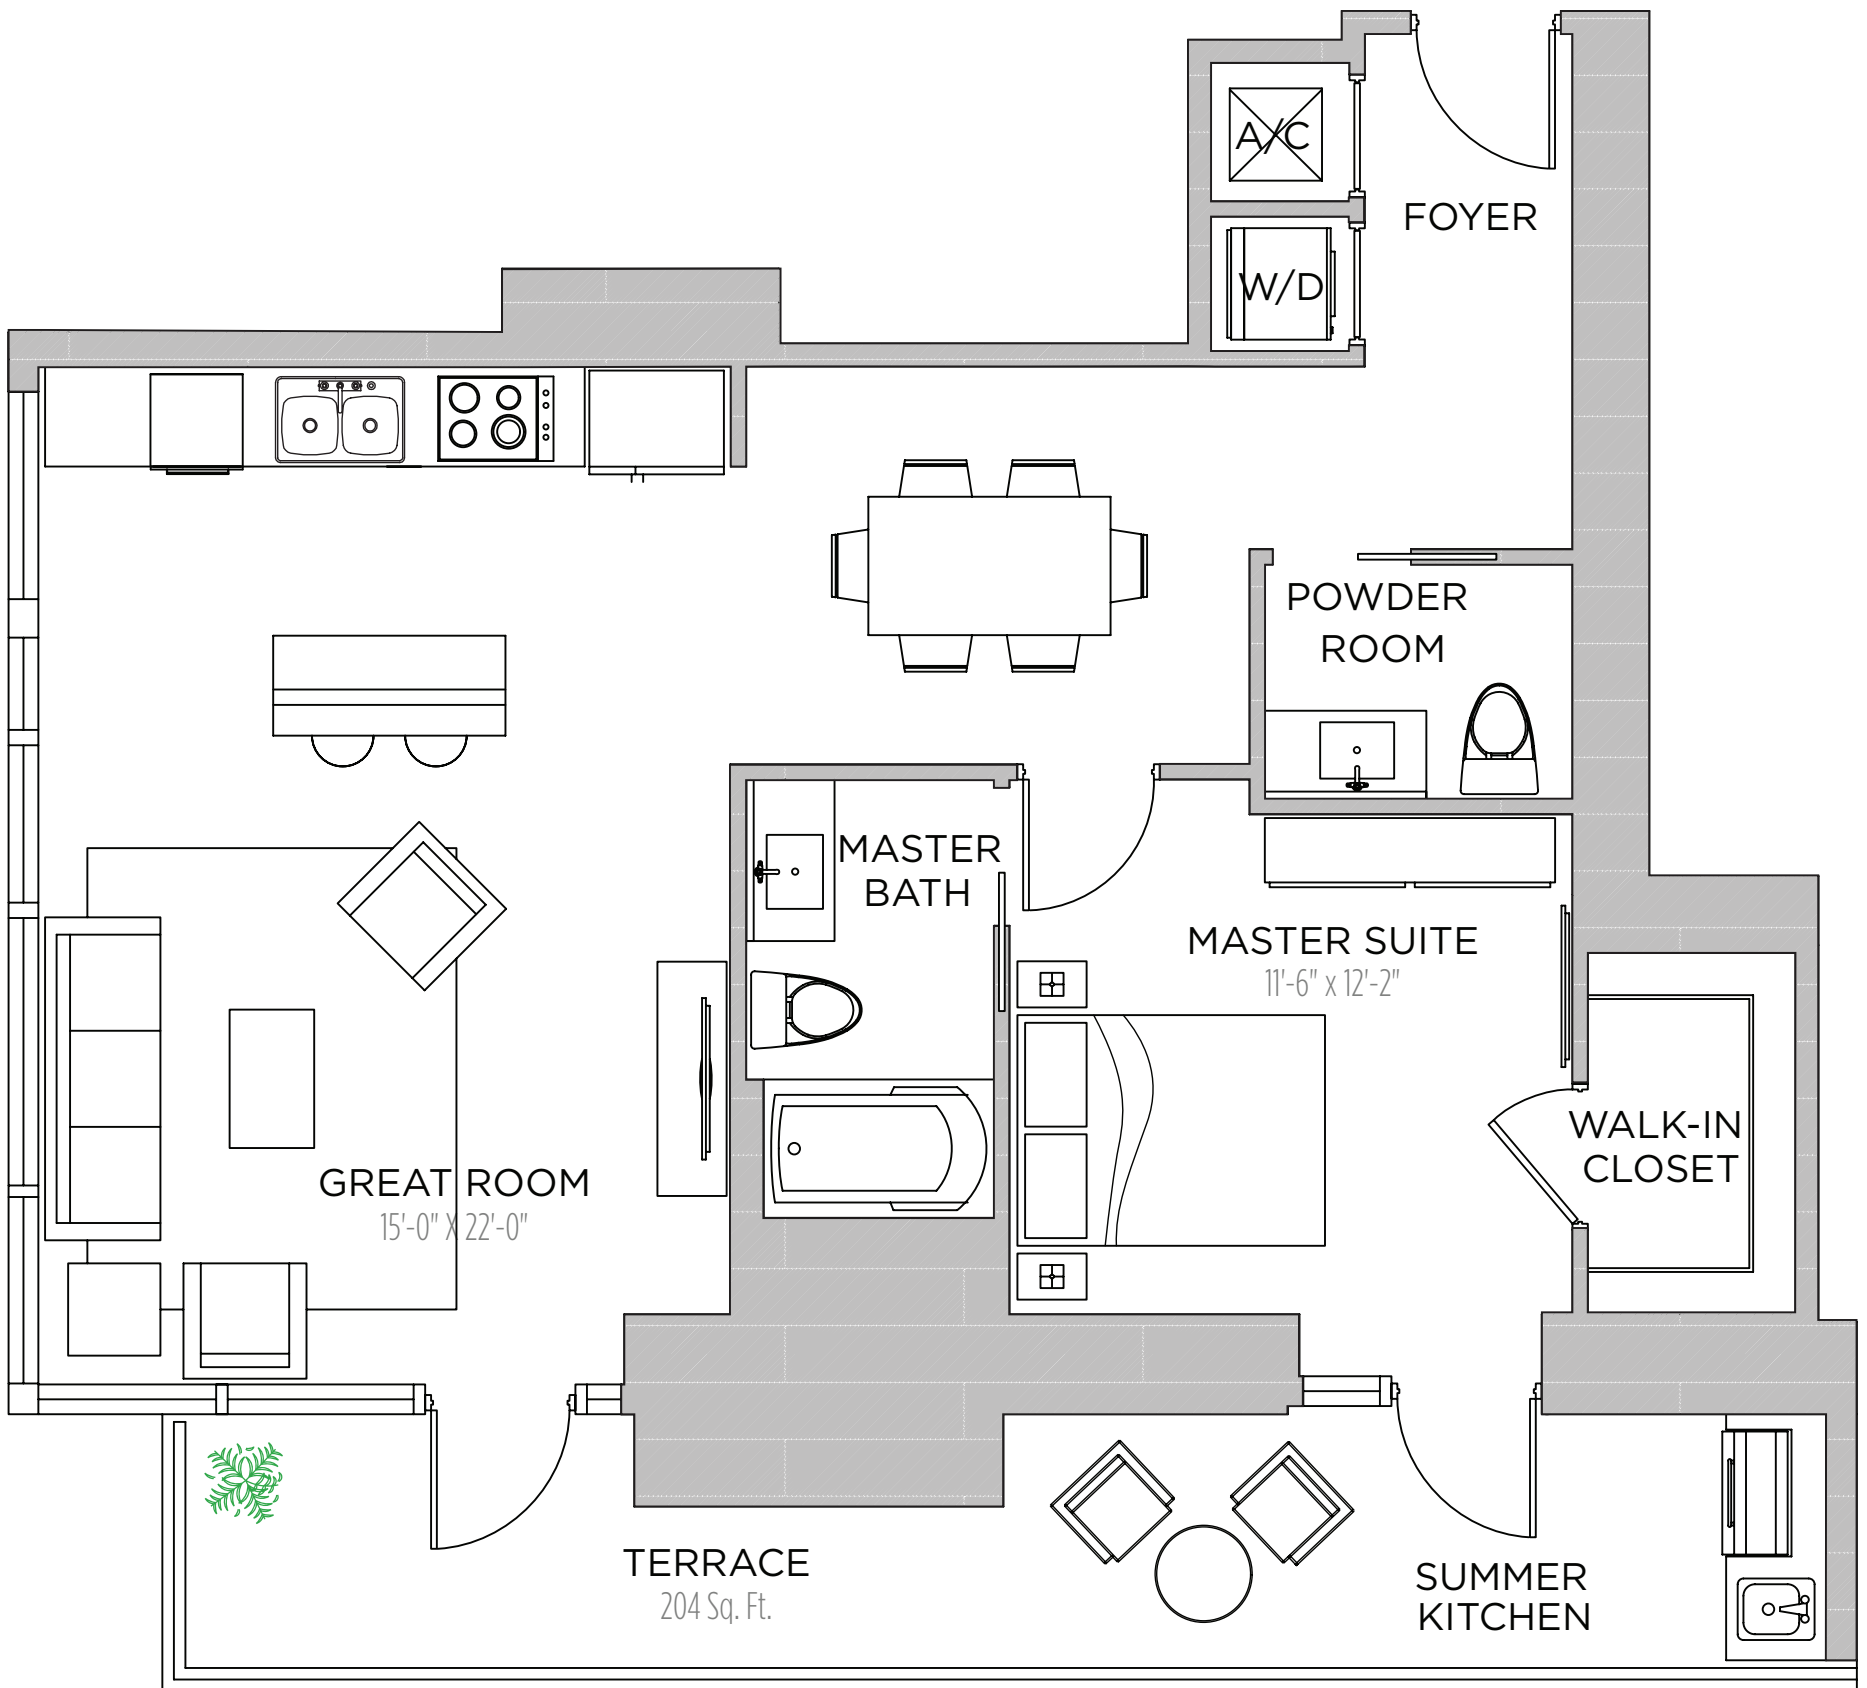 A/C
FOYER
W/D
POWDER
ROOM
MASTER
BATH
MASTER SUITE
11'-6" x 12'-2"
WALK-IN
CLOSET
GREAT ROOM
15'-0" X 22'-0"
TERRACE
204 Sq. Ft.
SUMMER
KITCHEN